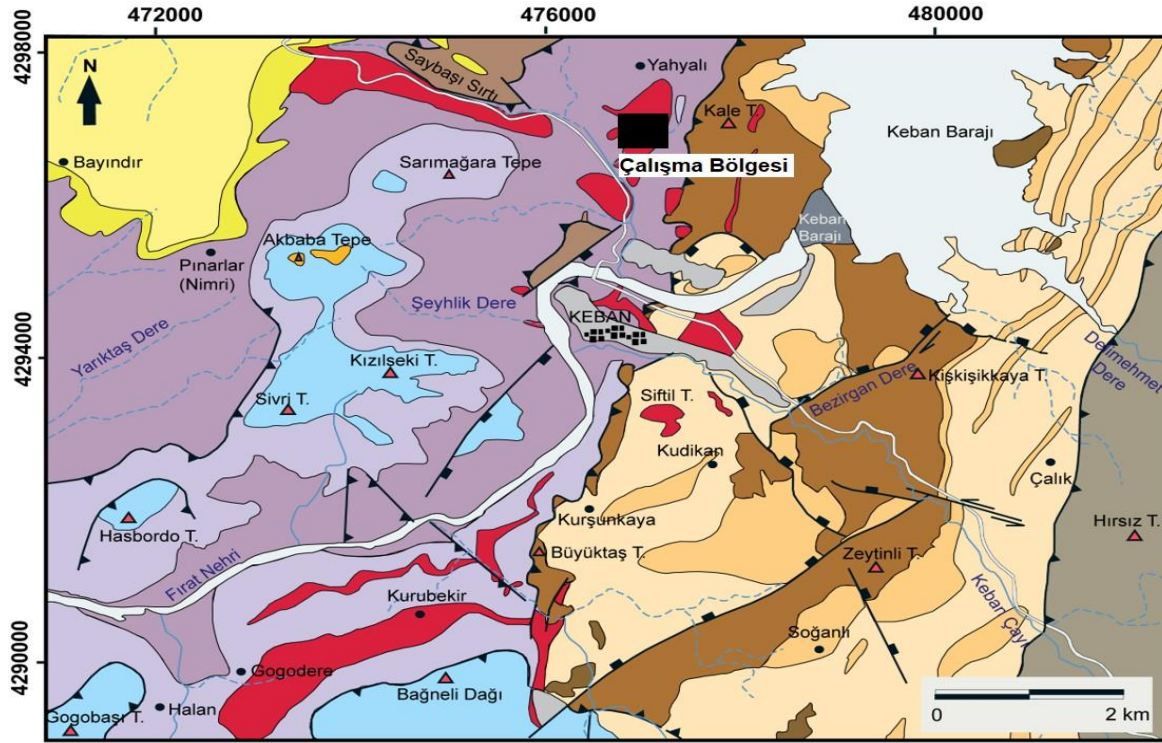 472000
476000
480000
4298000
N
Saybaşı Sırtı
Yahyalı
Kale T.
Keban Barajı
Bayındır
Sarımağara Tepe
Çalışma Bölgesi
Keban
Barajı
Akbaba Tepe
Pınarlar
(Nimri)
Şeyhlik Dere
KEBAN
4294000
Yarıktaş Dere
Kızılseki T.
Sivri T.
Siftil T.
Bezirgan Dere
Kişkişikkaya T.
Delimehmet
Dere
Kudikan
Çalık
Hasbordo T.
Kurşunkaya
Hırsız T.
Fırat Nehri
Büyüktaş T.
Zeytinli T.
Kurubekir
Keban Çayı
Soğanlı
4290000
Gogodere
Bağneli Dağı
Halan
Gogobaşı T.
0
2 km